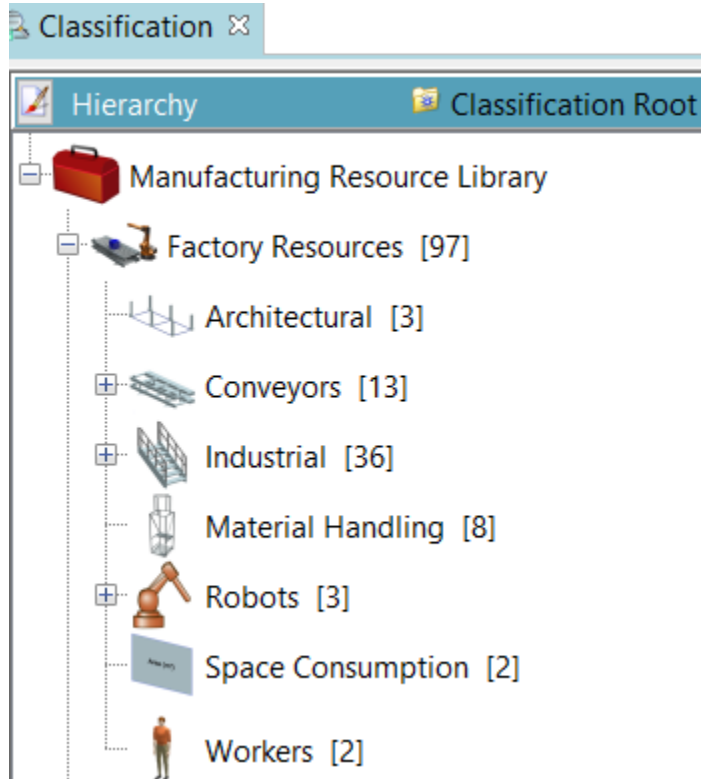 Classification
Hierarchy Classification Root
Manufacturing Resource Library
Factory Resources [97]
Architectural [3]
Conveyors [13]
Industrial [36]
Material Handling [8]
Robots [3]
Space Consumption [2]
Workers [2]